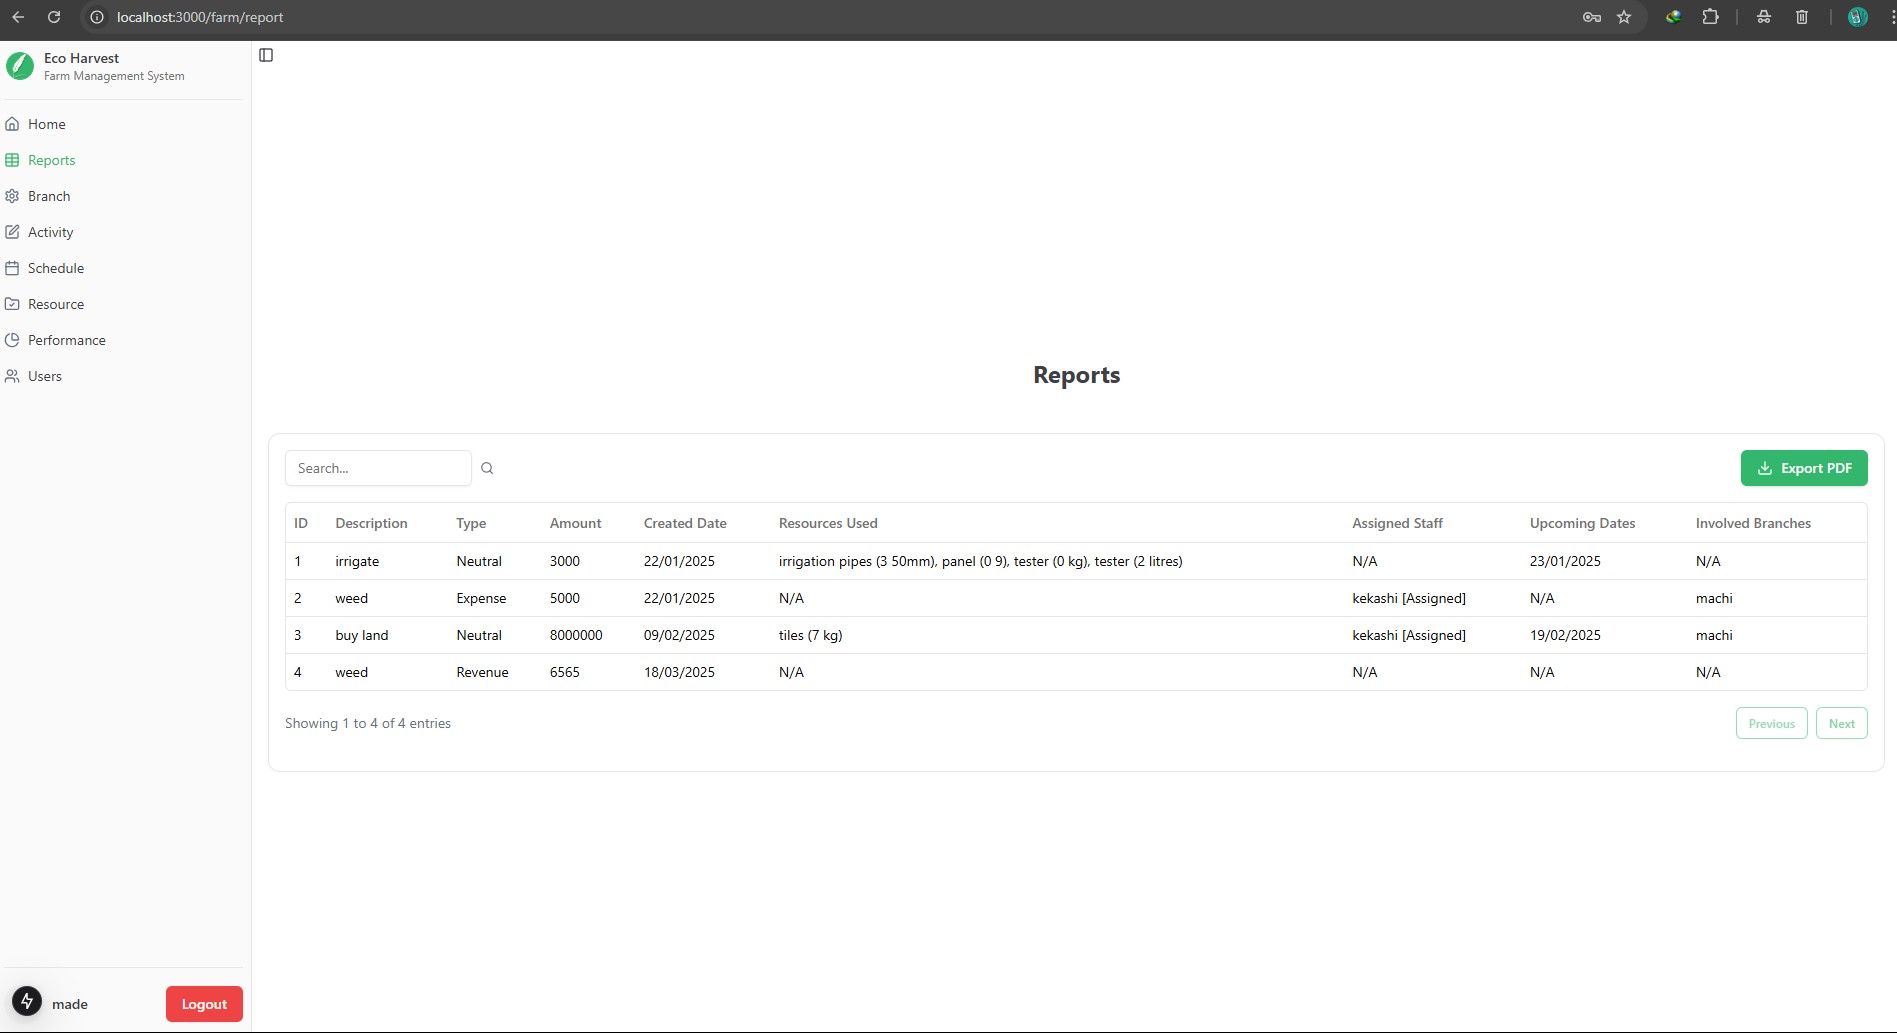 localhost:3000/farm/report
Eco Harvest
Farm Management System
Home
Reports
Branch
Activity
Schedule
Resource
Performance
Users
made
Logout
Reports
Search...
Export PDF
ID Description Type Amount Created Date Resources Used Assigned Staff Upcoming Dates Involved Branches
1 irrigate Neutral 3000 22/01/2025 irrigation pipes (3 50mm), panel (0 9), tester (0 kg), tester (2 litres) N/A 23/01/2025 N/A
2 weed Expense 5000 22/01/2025 N/A kekashi [Assigned] N/A machi
3 buy land Neutral 8000000 09/02/2025 tiles (7 kg) kekashi [Assigned] 19/02/2025 machi
4 weed Revenue 6565 18/03/2025 N/A N/A N/A N/A
Showing 1 to 4 of 4 entries
Previous Next